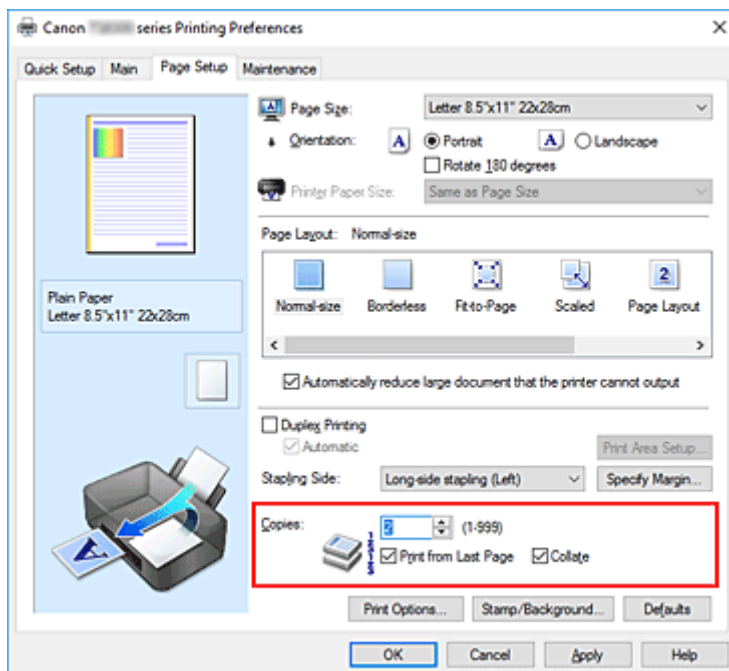 Canon series Printing Preferences
Quick Setup Main Page Setup Maintenance
Page Size: Letter 8.5"x11" 22x28cm
Orientation: A Portrait A Landscape
Rotate 180 degrees
Printer Paper Size: Same as Page Size
Page Layout: Normal-size
2
Normal-size Borderless Fit-to-Page Scaled Page Layout
Automatically reduce large document that the printer cannot output
Plain Paper
Letter 8.5"x11" 22x28cm
Duplex Printing
Automatic Print Area Setup...
Stapling Side: Long-side stapling (Left) Specify Margin...
Copies: 2 (1-999)
Print from Last Page Collate
Print Options... Stamp/Background... Defaults
OK Cancel Apply Help